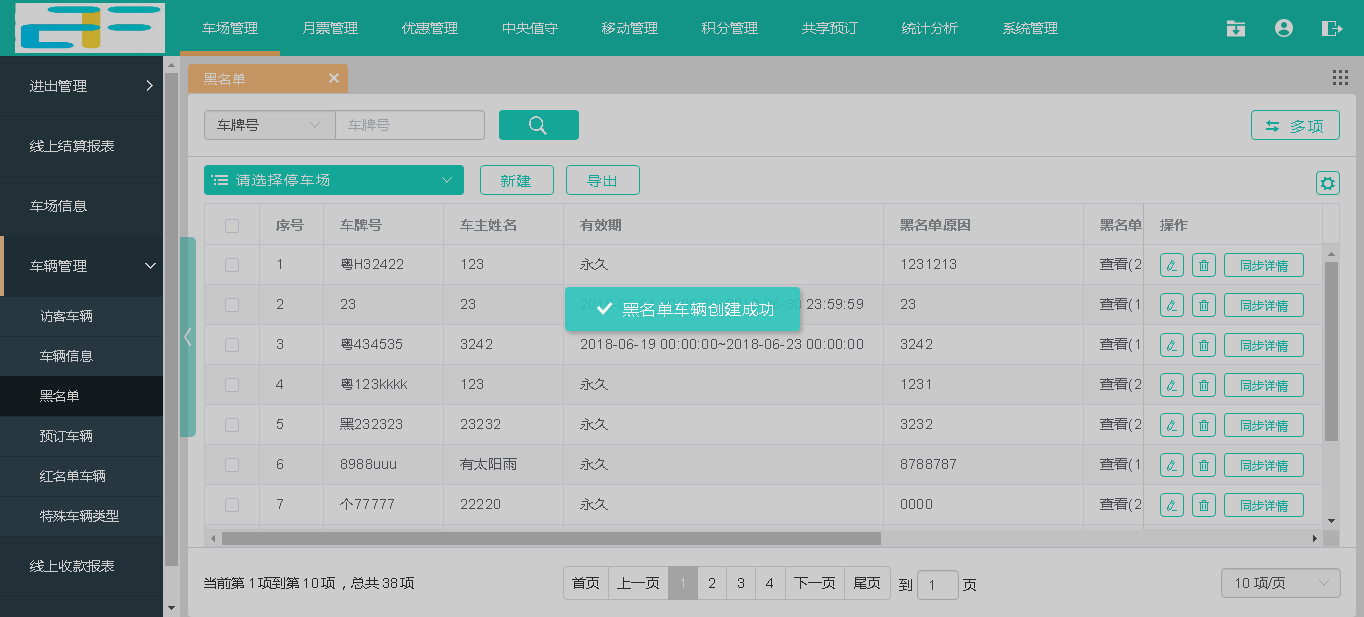 车场管理 月票管理 优惠管理 中央值守 移动管理 积分管理 共享预订 统计分析 系统管理
进出管理
线上结算报表
车场信息
车辆管理
访客车辆
车辆信息
黑名单
预订车辆
红名单车辆
特殊车辆类型
线上收款报表
黑名单
车牌号 车牌号 多项
请选择停车场 新建 导出
序号 车牌号 车主姓名 有效期 黑名单原因 黑名单 操作
1 粤H32422 123 永久 1231213 查看(2 同步详情
2 23 23 23:59:59 23 查看(1 同步详情
黑名单车辆创建成功
3 粤434535 3242 2018-06-19 00:00:00~2018-06-23 00:00:00 3242 查看(1 同步详情
4 粤123kkkk 123 永久 1231 查看(2 同步详情
5 黑232323 23232 永久 3232 查看(2 同步详情
6 8988uuu 有太阳雨 永久 8788787 查看(1 同步详情
7 个77777 22220 永久 0000 查看(2 同步详情
当前第 1项到第 10项，总共 38项 首页 上一页 1 2 3 4 下一页 尾页 到 1 页 10 项/页